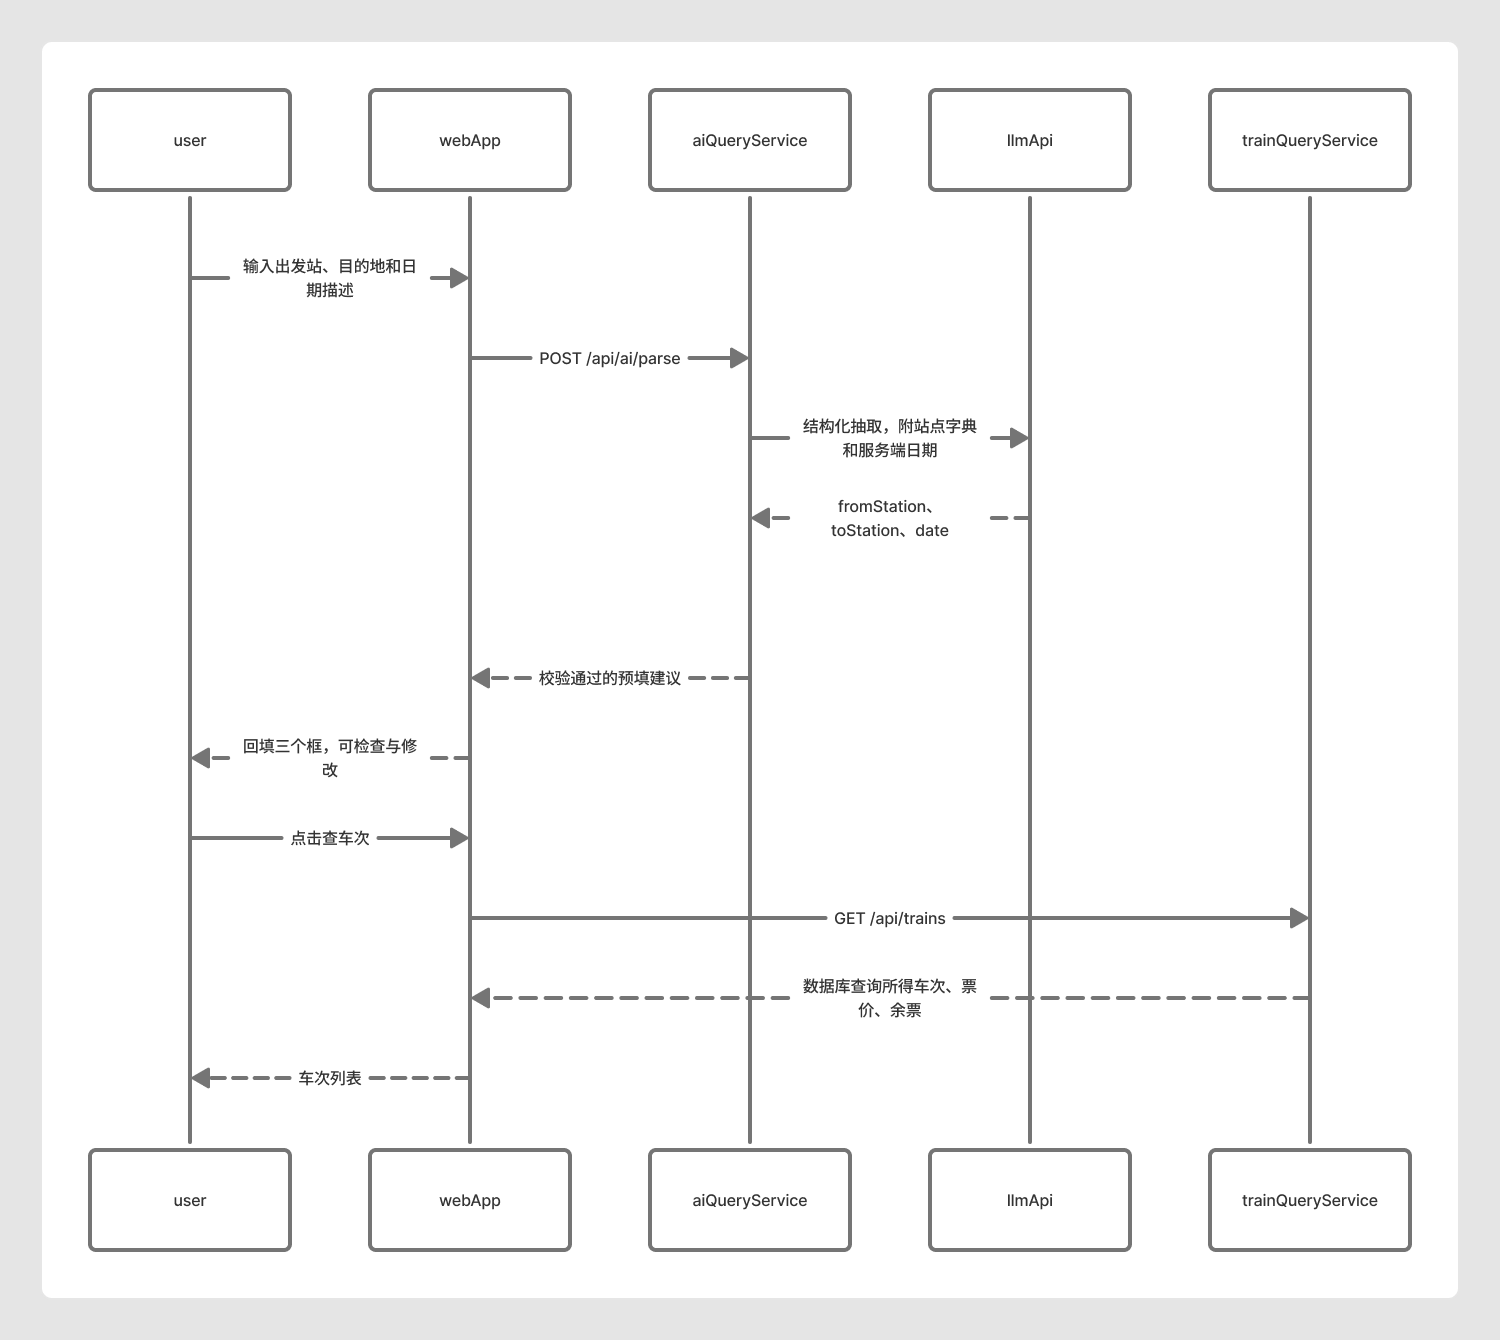 user
webApp
aiQueryService
llmApi
trainQueryService
输入出发站、目的地和日
期描述
POST /api/ai/parse
结构化抽取，附站点字典
和服务端日期
fromStation、
toStation、date
校验通过的预填建议
回填三个框，可检查与修
改
点击查车次
GET /api/trains
数据库查询所得车次、票
价、余票
车次列表
user
webApp
aiQueryService
llmApi
trainQueryService